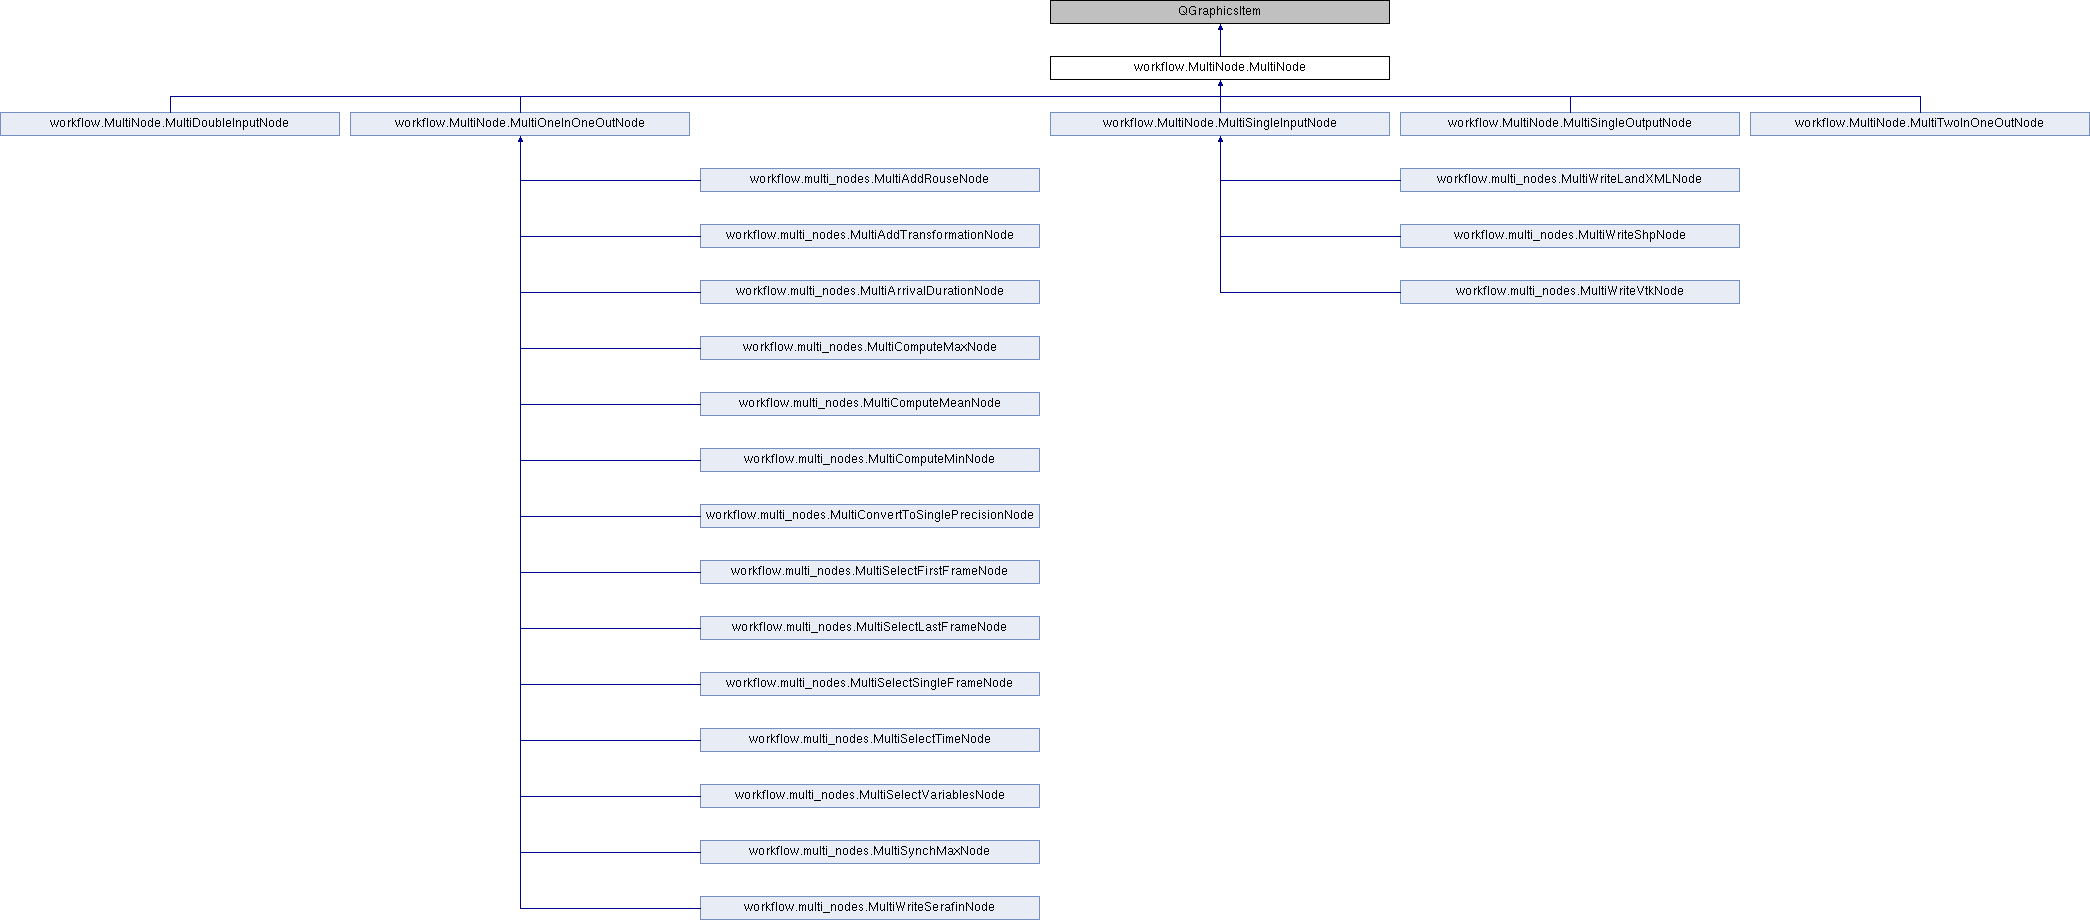 QGraphicsItem
workflow.MultiNode.MultiNode
workflow.MultiNode.MultiDoubleInputNode
workflow.MultiNode.MultiOneInOneOutNode
workflow.MultiNode.MultiSingleInputNode
workflow.MultiNode.MultiSingleOutputNode
workflow.MultiNode.MultiTwoInOneOutNode
workflow.multi_nodes.MultiAddRouseNode
workflow.multi_nodes.MultiWriteLandXMLNode
workflow.multi_nodes.MultiAddTransformationNode
workflow.multi_nodes.MultiWriteShpNode
workflow.multi_nodes.MultiArrivalDurationNode
workflow.multi_nodes.MultiWriteVtkNode
workflow.multi_nodes.MultiComputeMaxNode
workflow.multi_nodes.MultiComputeMeanNode
workflow.multi_nodes.MultiComputeMinNode
workflow.multi_nodes.MultiConvertToSinglePrecisionNode
workflow.multi_nodes.MultiSelectFirstFrameNode
workflow.multi_nodes.MultiSelectLastFrameNode
workflow.multi_nodes.MultiSelectSingleFrameNode
workflow.multi_nodes.MultiSelectTimeNode
workflow.multi_nodes.MultiSelectVariablesNode
workflow.multi_nodes.MultiSynchMaxNode
workflow.multi_nodes.MultiWriteSerafinNode